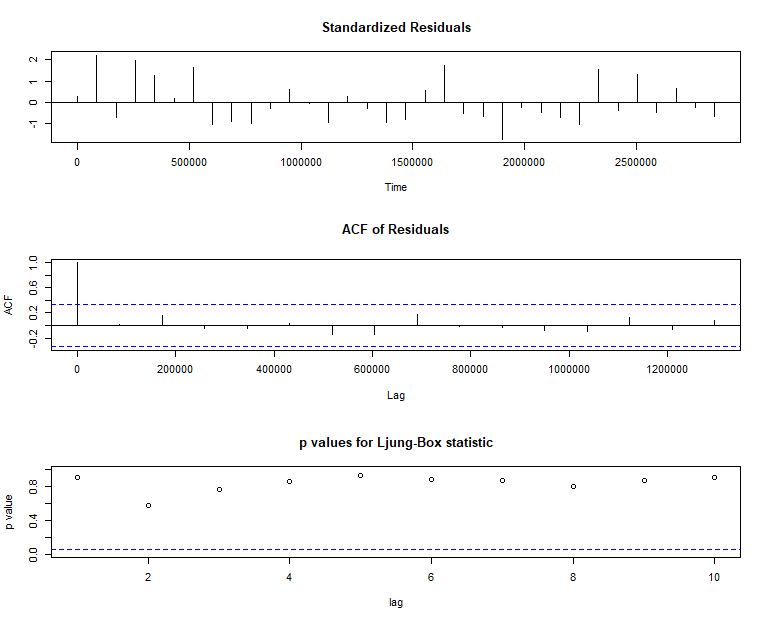 Standardized Residuals
2
1
0
-1
0 500000 1000000 1500000 2000000 2500000
Time
ACF of Residuals
ACF
1.0
0.6
0.2
-0.2
0 200000 400000 600000 800000 1000000 1200000
Lag
p values for Ljung-Box statistic
p value
0.8
0.4
0.0
2 4 6 8 10
lag